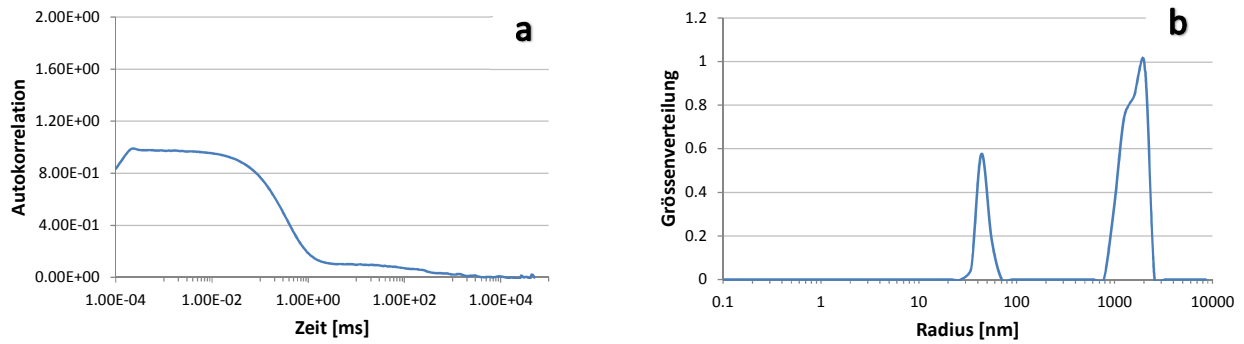 a
Autokorrelation
2.00E+00
1.60E+00
1.20E+00
8.00E-01
4.00E-01
0.00E+00
1.00E-04 1.00E-02 1.00E+00 1.00E+02 1.00E+04
Zeit [ms]
b
Grössenverteilung
1.2
1
0.8
0.6
0.4
0.2
0
0.1 1 10 100 1000 10000
Radius [nm]